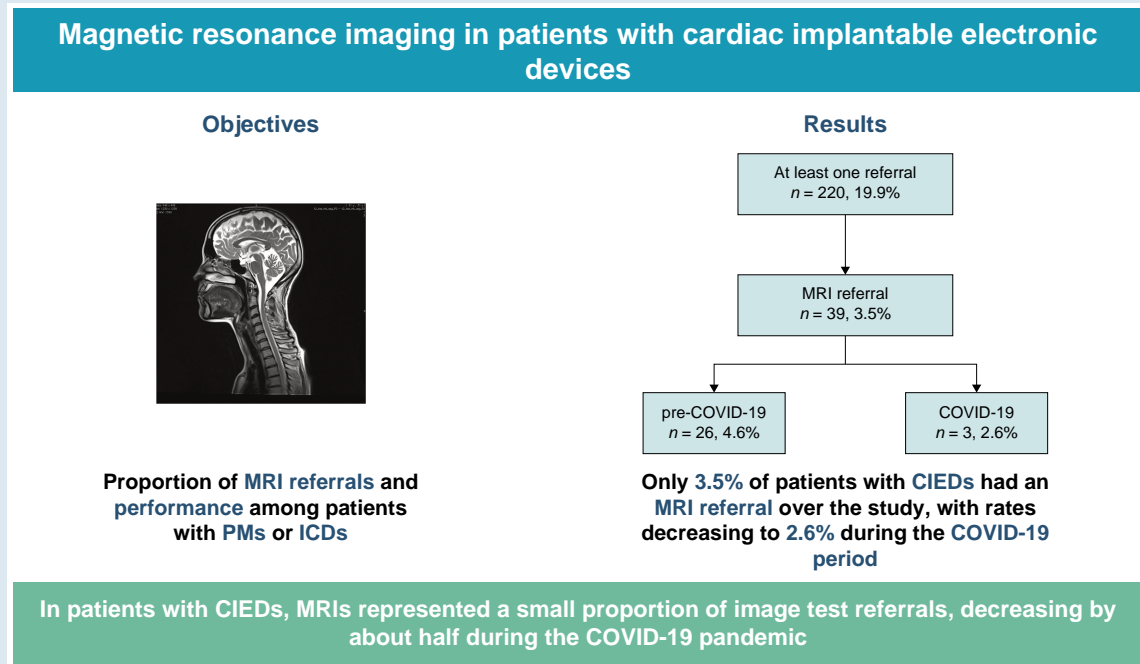 Magnetic resonance imaging in patients with cardiac implantable electronic
devices
Objectives
Proportion of MRI referrals and
performance among patients
with PMs or ICDs
Results
At least one referral
n = 220, 19.9%
MRI referral
n = 39, 3.5%
pre-COVID-19
n = 26, 4.6%
COVID-19
n = 3, 2.6%
Only 3.5% of patients with CIEDs had an
MRI referral over the study, with rates
decreasing to 2.6% during the COVID-19
period
In patients with CIEDs, MRIs represented a small proportion of image test referrals, decreasing by
about half during the COVID-19 pandemic